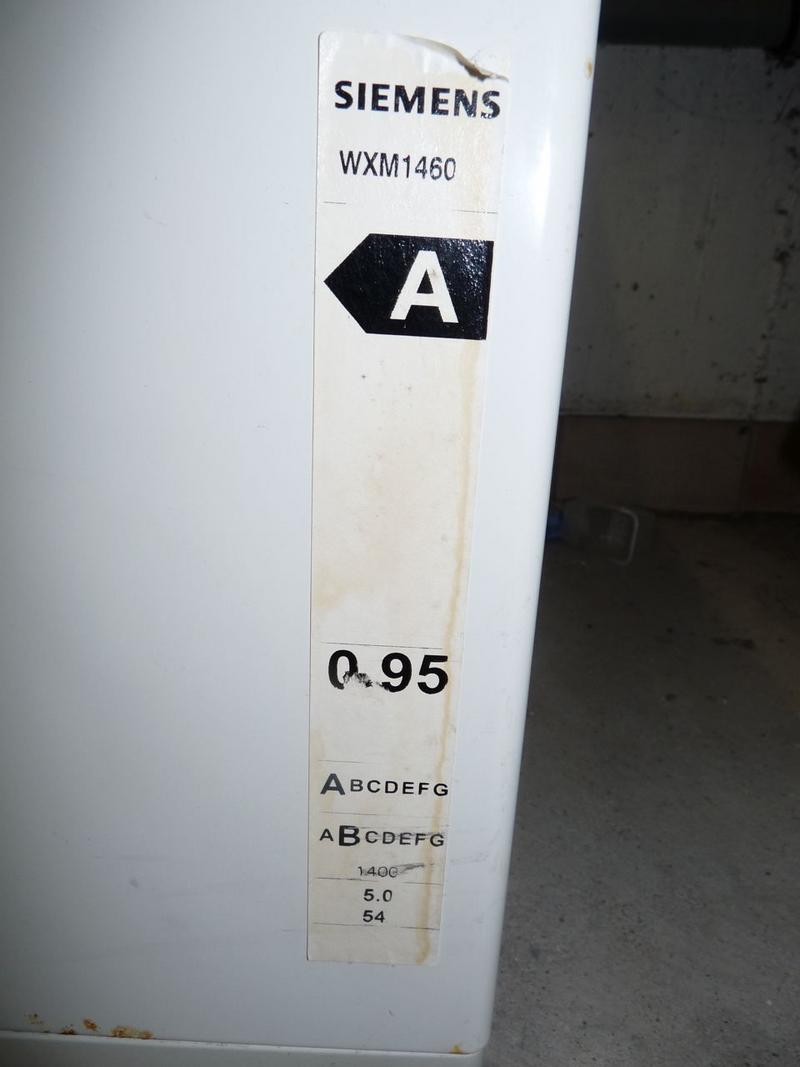 SIEMENS
WXM1460
A
0.95
ABCDEFG
ABCDEFG
1400
5.0
54